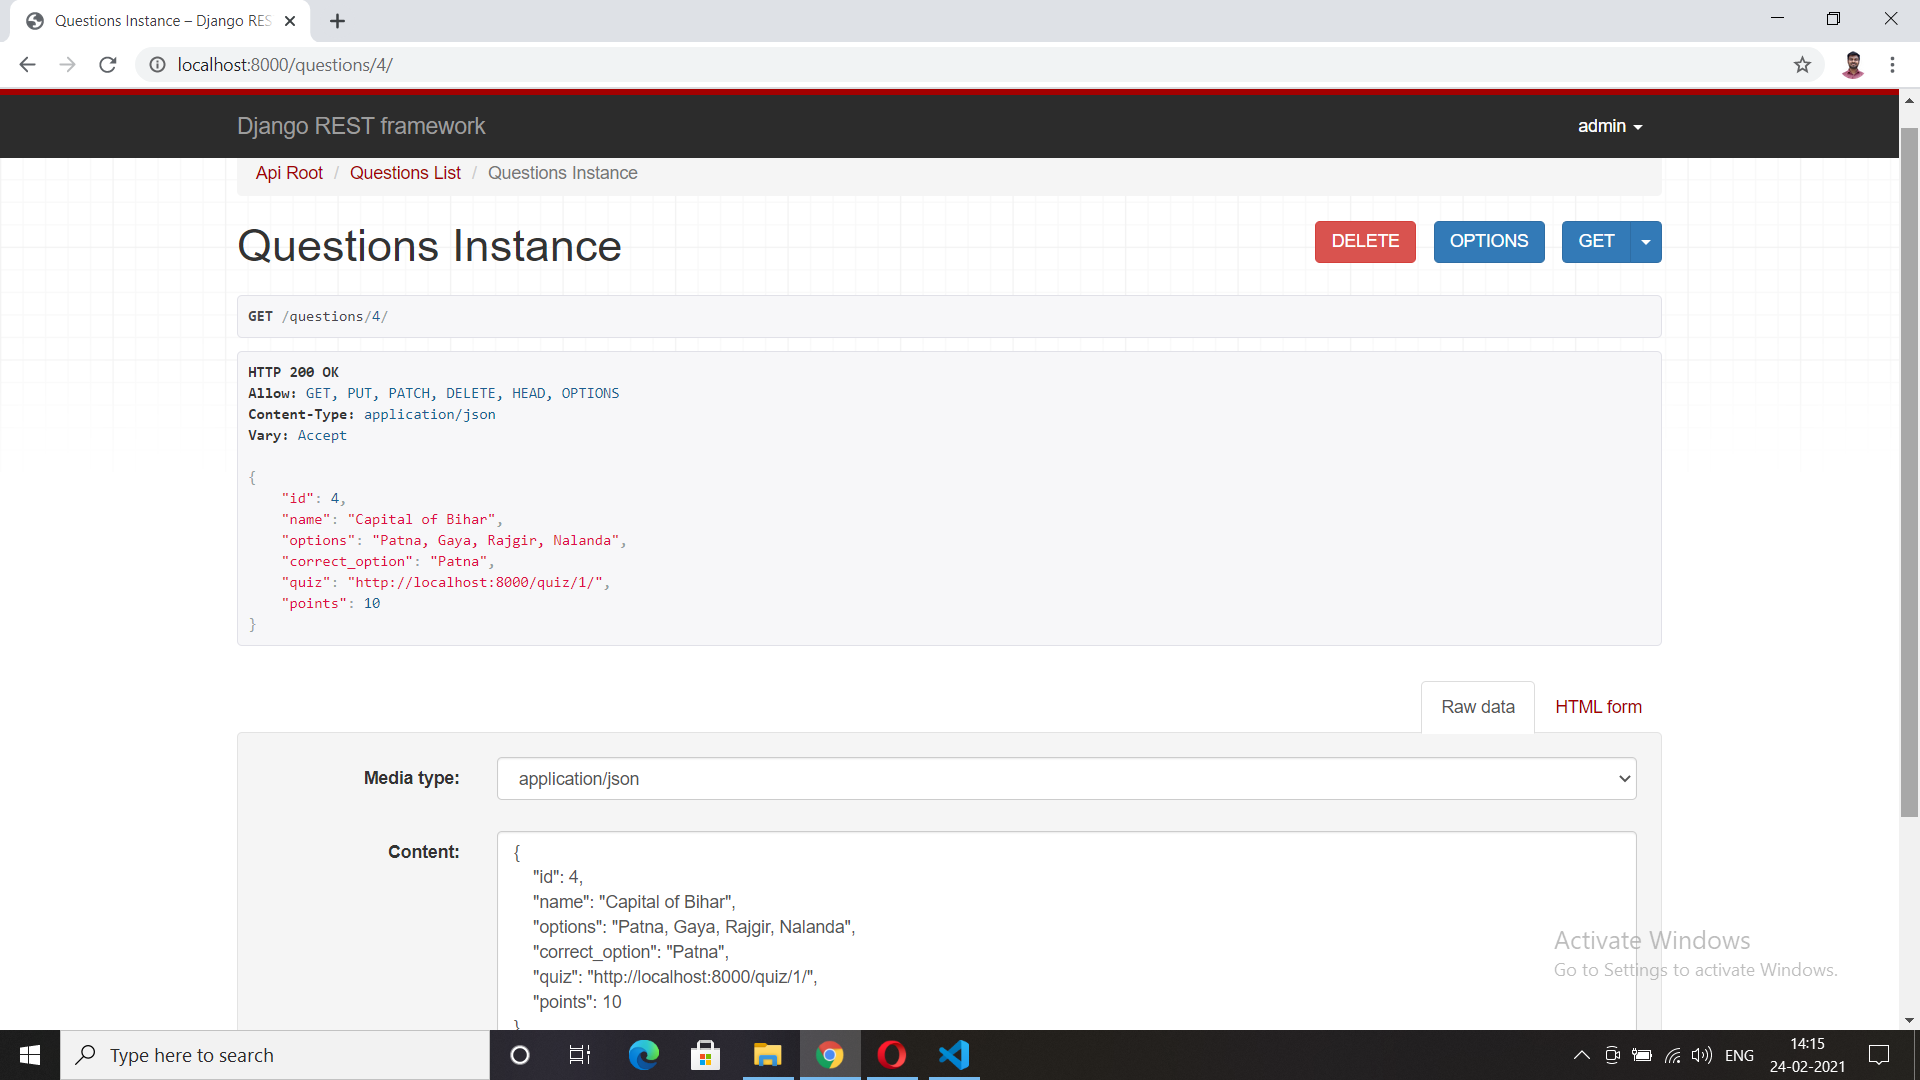 Questions Instance – Django RES
localhost:8000/questions/4/
Django REST framework
admin
Api Root / Questions List / Questions Instance
Questions Instance
DELETE
OPTIONS
GET
GET /questions/4/
HTTP 200 OK
Allow: GET, PUT, PATCH, DELETE, HEAD, OPTIONS
Content-Type: application/json
Vary: Accept
{
"id": 4,
"name": "Capital of Bihar",
"options": "Patna, Gaya, Rajgir, Nalanda",
"correct_option": "Patna",
"quiz": "http://localhost:8000/quiz/1/",
"points": 10
}
Raw data
HTML form
Media type:
application/json
Content:
{
"id": 4,
"name": "Capital of Bihar",
"options": "Patna, Gaya, Rajgir, Nalanda",
"correct_option": "Patna",
"quiz": "http://localhost:8000/quiz/1/",
"points": 10
}
Activate Windows
Go to Settings to activate Windows.
Type here to search
ENG
14:15
24-02-2021